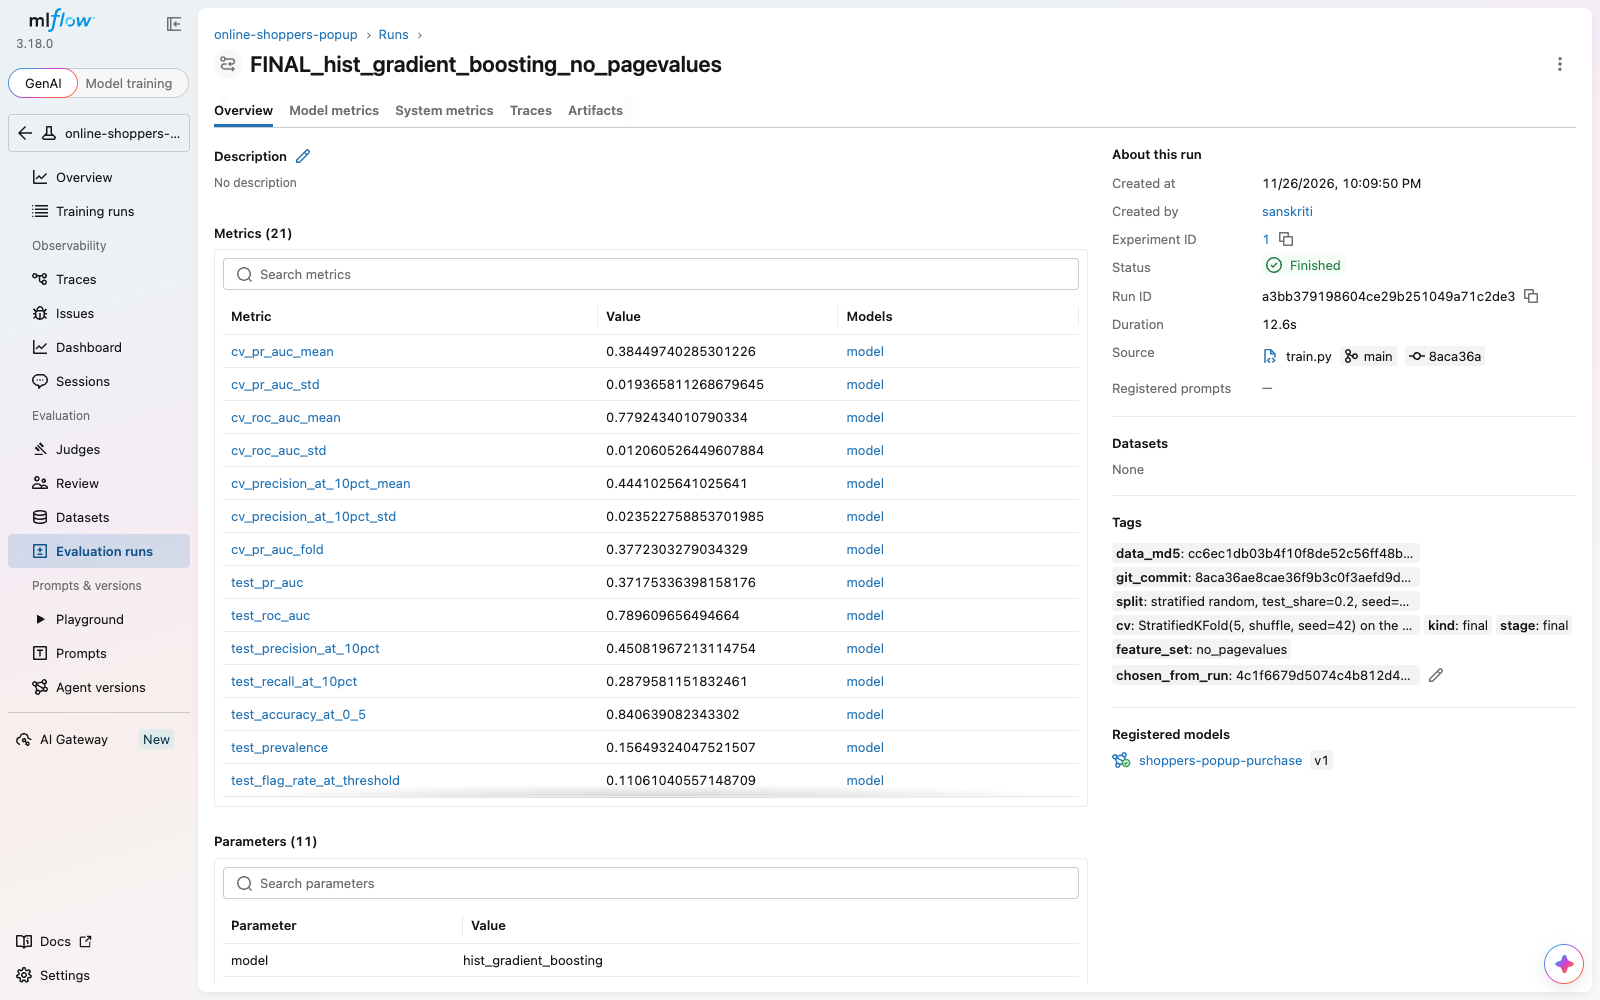 mlflow
3.18.0
GenAI
Model training
online-shoppers-...
Overview
Training runs
Observability
Traces
Issues
Dashboard
Sessions
Evaluation
Judges
Review
Datasets
Evaluation runs
Prompts & versions
Playground
Prompts
Agent versions
AI Gateway New
Docs
Settings
online-shoppers-popup › Runs ›
FINAL_hist_gradient_boosting_no_pagevalues
Overview Model metrics System metrics Traces Artifacts
Description
No description
Metrics (21)
Search metrics
Metric Value Models
cv_pr_auc_mean 0.38449740285301226 model
cv_pr_auc_std 0.019365811268679645 model
cv_roc_auc_mean 0.7792434010790334 model
cv_roc_auc_std 0.012060526449607884 model
cv_precision_at_10pct_mean 0.4441025641025641 model
cv_precision_at_10pct_std 0.023522758853701985 model
cv_pr_auc_fold 0.3772303279034329 model
test_pr_auc 0.37175336398158176 model
test_roc_auc 0.789609656494664 model
test_precision_at_10pct 0.45081967213114754 model
test_recall_at_10pct 0.2879581151832461 model
test_accuracy_at_0_5 0.840639082343302 model
test_prevalence 0.15649324047521507 model
test_flag_rate_at_threshold 0.11061040557148709 model
Parameters (11)
Search parameters
Parameter Value
model hist_gradient_boosting
About this run
Created at 11/26/2026, 10:09:50 PM
Created by sanskriti
Experiment ID 1
Status Finished
Run ID a3bb379198604ce29b251049a71c2de3
Duration 12.6s
Source train.py main 8aca36a
Registered prompts —
Datasets
None
Tags
data_md5: cc6ec1db03b4f10f8de52c56ff48b...
git_commit: 8aca36ae8cae36f9b3c0f3aefd9d...
split: stratified random, test_share=0.2, seed=...
cv: StratifiedKFold(5, shuffle, seed=42) on the ... kind: final stage: final
feature_set: no_pagevalues
chosen_from_run: 4c1f6679d5074c4b812d4...
Registered models
shoppers-popup-purchase v1